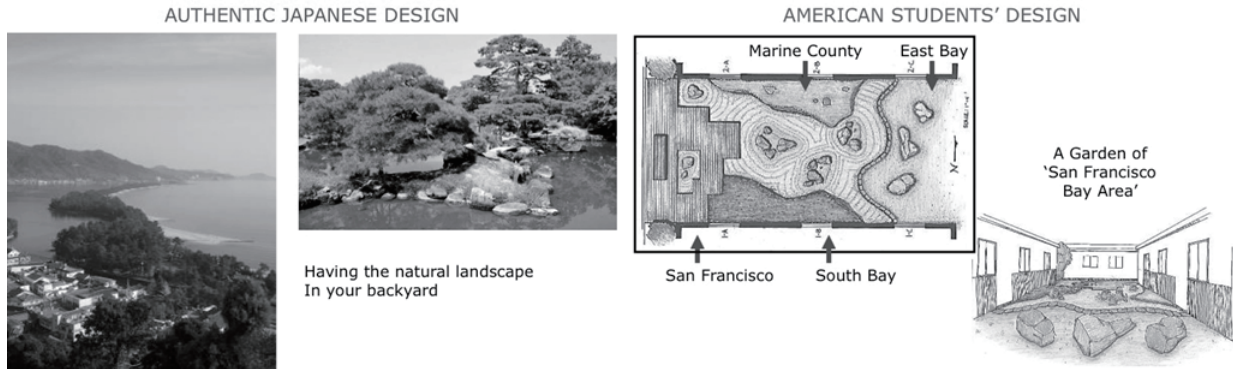 AUTHENTIC JAPANESE DESIGN
AMERICAN STUDENTS’ DESIGN
Marine County
East Bay
San Francisco
South Bay
Having the natural landscape
In your backyard
A Garden of
‘San Francisco
Bay Area’
N